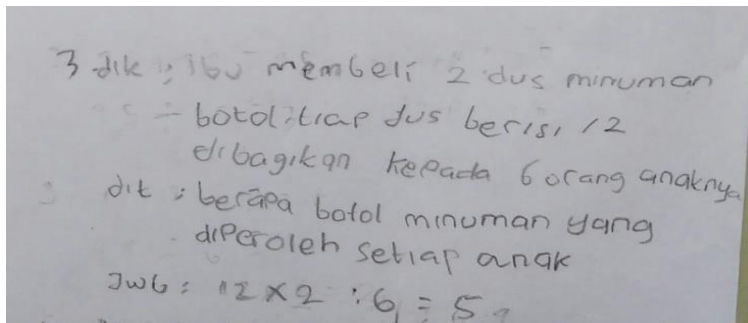 3 dik : Ibu membeli 2 dus minuman
- botol. tiap dus berisi 12
dibagikan kepada 6 orang anaknya
dit : berapa botol minuman yang
diperoleh setiap anak
Jwb : 12 x 2 : 6 = 5